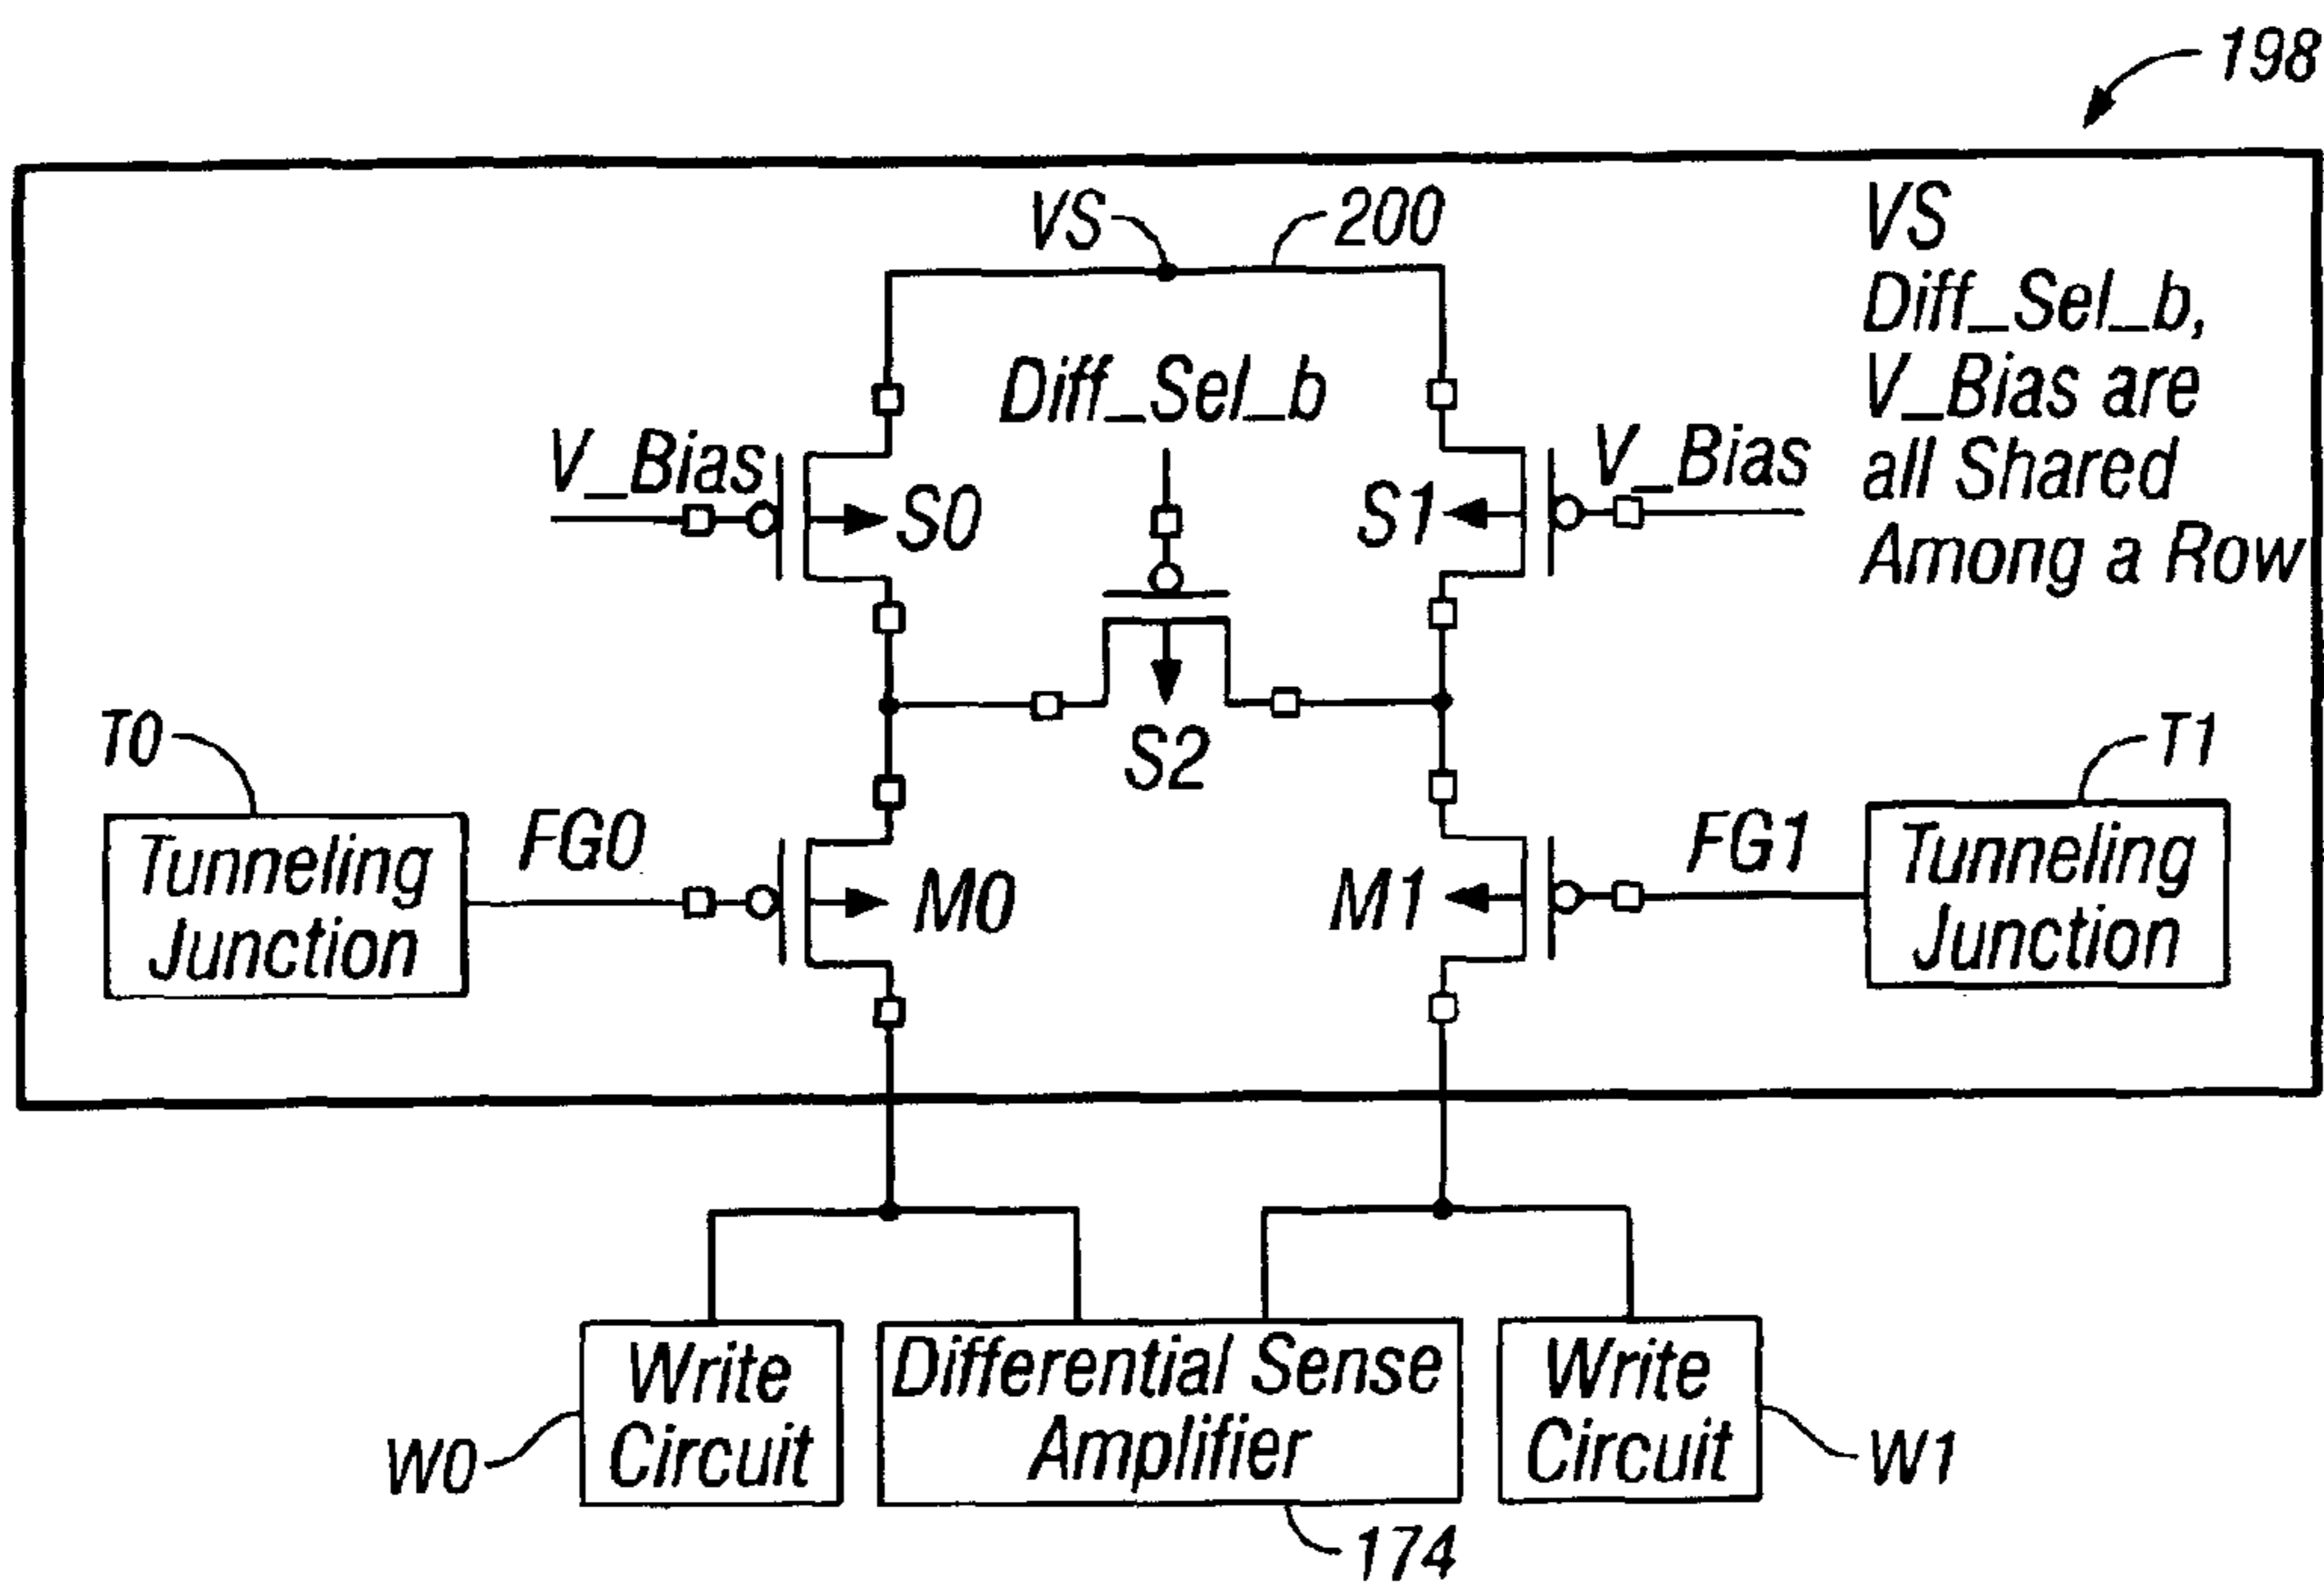 198
VS
200
VS
Diff_Sel_b,
V_Bias are
all Shared
Among a Row
Diff_Sel_b
V_Bias
V_Bias
S0
S1
S2
T0
T1
Tunneling
Junction
FG0
M0
M1
FG1
Tunneling
Junction
Write
Circuit
Differential Sense
Amplifier
Write
Circuit
W0
W1
174